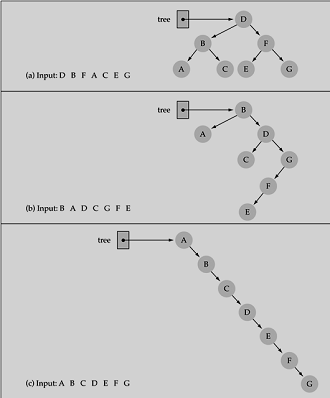 tree D
B F
A C E G
(a) Input: D B F A C E G
tree B
A D
C G
F
E
(b) Input: B A D C G F E
tree A
B
C
D
E
F
G
(c) Input: A B C D E F G